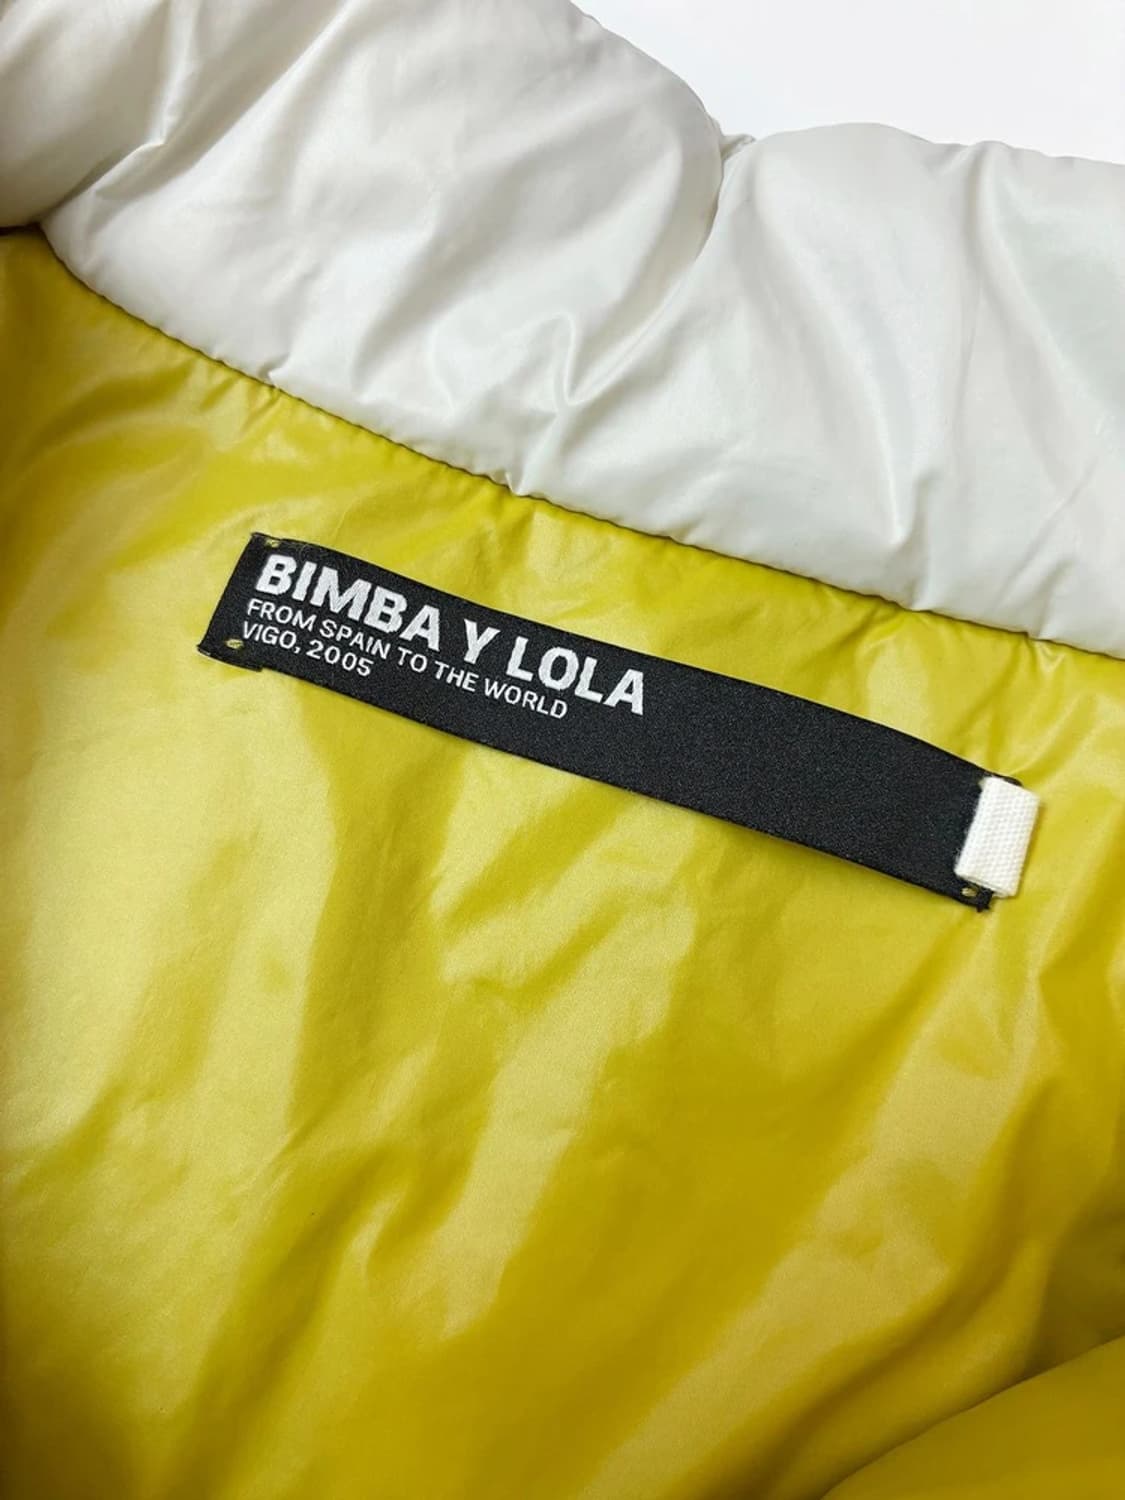 BIMBA Y LOLA
FROM SPAIN TO THE WORLD
VIGO, 2005